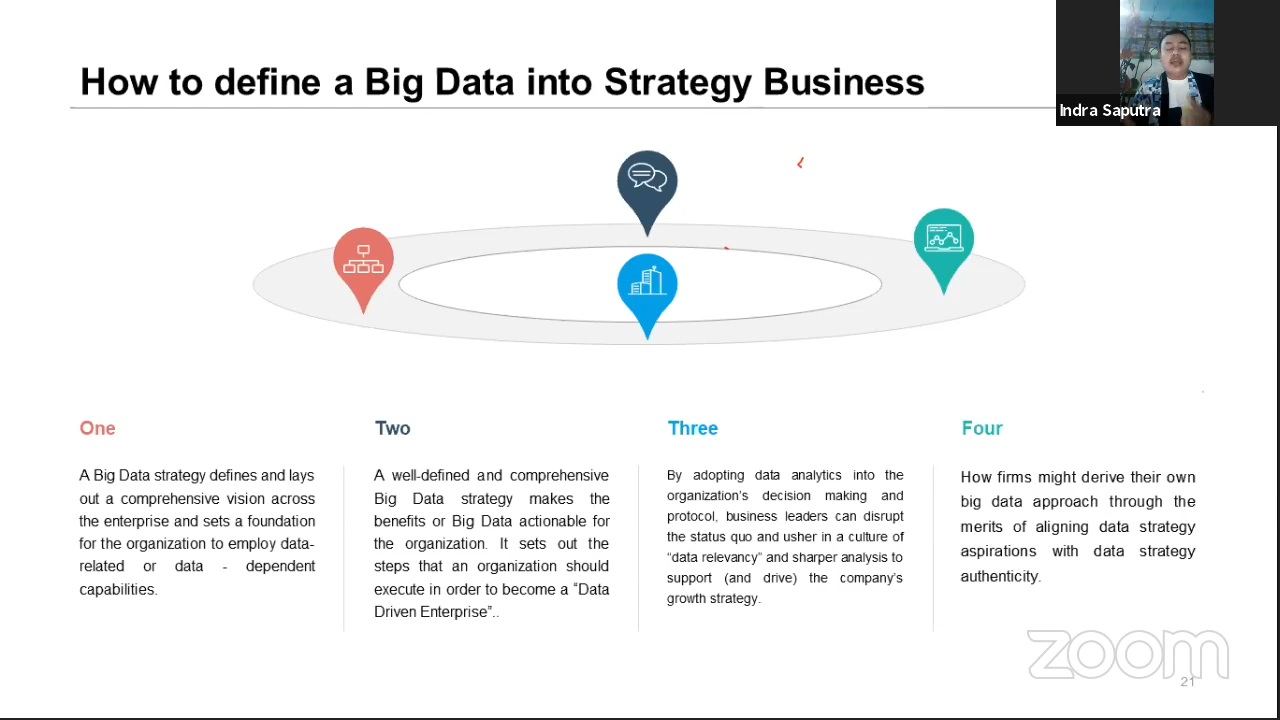 How to define a Big Data into Strategy Business
Indra Saputra
One
A Big Data strategy defines and lays
out a comprehensive vision across
the enterprise and sets a foundation
for the organization to employ data-
related or data - dependent
capabilities.
Two
A well-defined and comprehensive
Big Data strategy makes the
benefits or Big Data actionable for
the organization. It sets out the
steps that an organization should
execute in order to become a “Data
Driven Enterprise”..
Three
By adopting data analytics into the
organization’s decision making and
protocol, business leaders can disrupt
the status quo and usher in a culture of
“data relevancy” and sharper analysis to
support (and drive) the company’s
growth strategy.
Four
How firms might derive their own
big data approach through the
merits of aligning data strategy
aspirations with data strategy
authenticity.
zoom
21